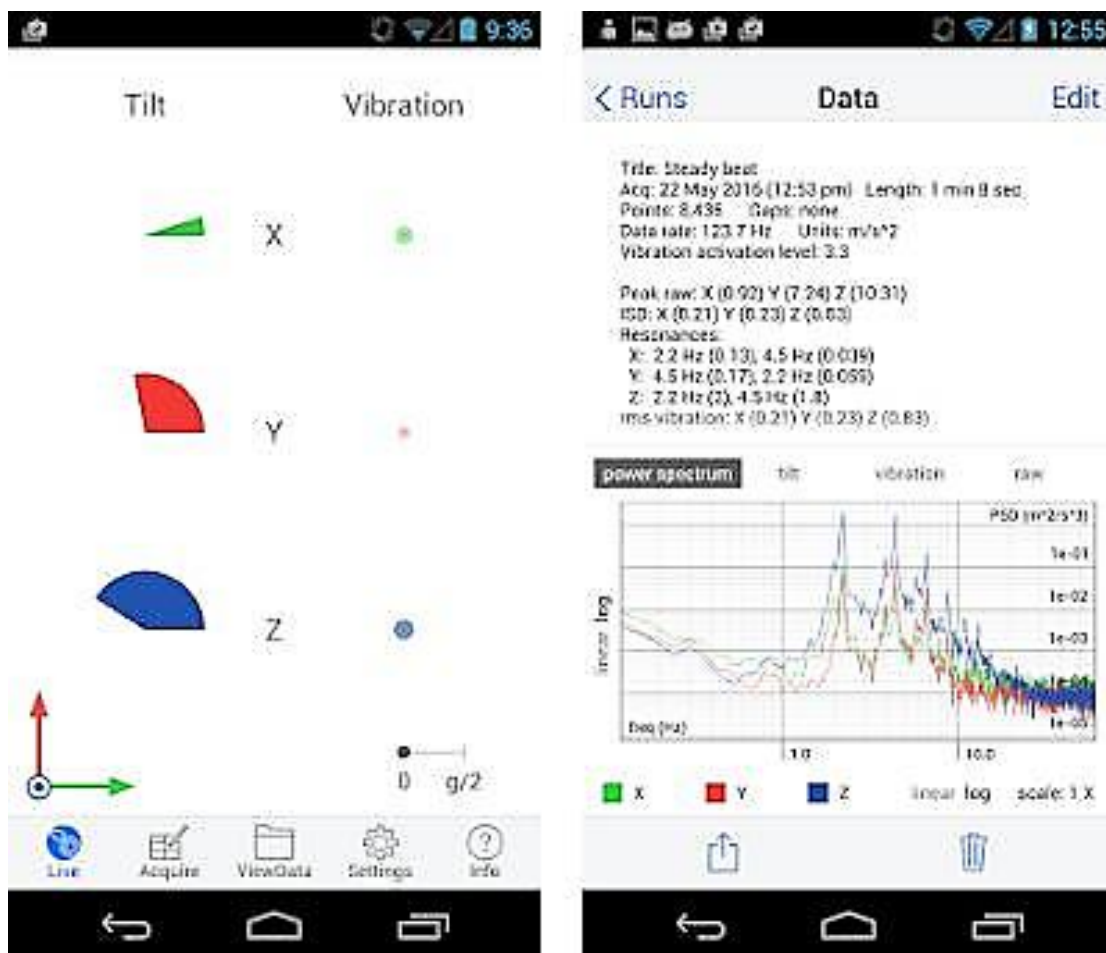 9:36
Tilt Vibration
X
Y
Z
0 g/2
Live Acquire ViewData Settings Info
12:55
< Runs Data Edit
Title: Steady beat
Acq: 22 May 2016 (12:53 pm) Length: 1 min 8 sec
Points: 8,435 Gaps: none
Data rate: 123.7 Hz Units: m/s^2
Vibration activation level: 3.3
Peak raw: X (0.92) Y (7.24) Z (10.31)
ISD: X (0.21) Y (0.23) Z (0.83)
Resonances:
X: 2.2 Hz (0.13), 4.5 Hz (0.039)
Y: 4.5 Hz (0.17), 2.2 Hz (0.059)
Z: 2.2 Hz (2), 4.5 Hz (1.8)
rms vibration: X (0.21) Y (0.23) Z (0.83)
power spectrum tilt vibration raw
PSD (m^2/s^3)
1e-01
1e-02
1e-03
1e-04
1e-05
linear log
freq (Hz)
1.0 10.0
X Y Z linear log scale: 1 X